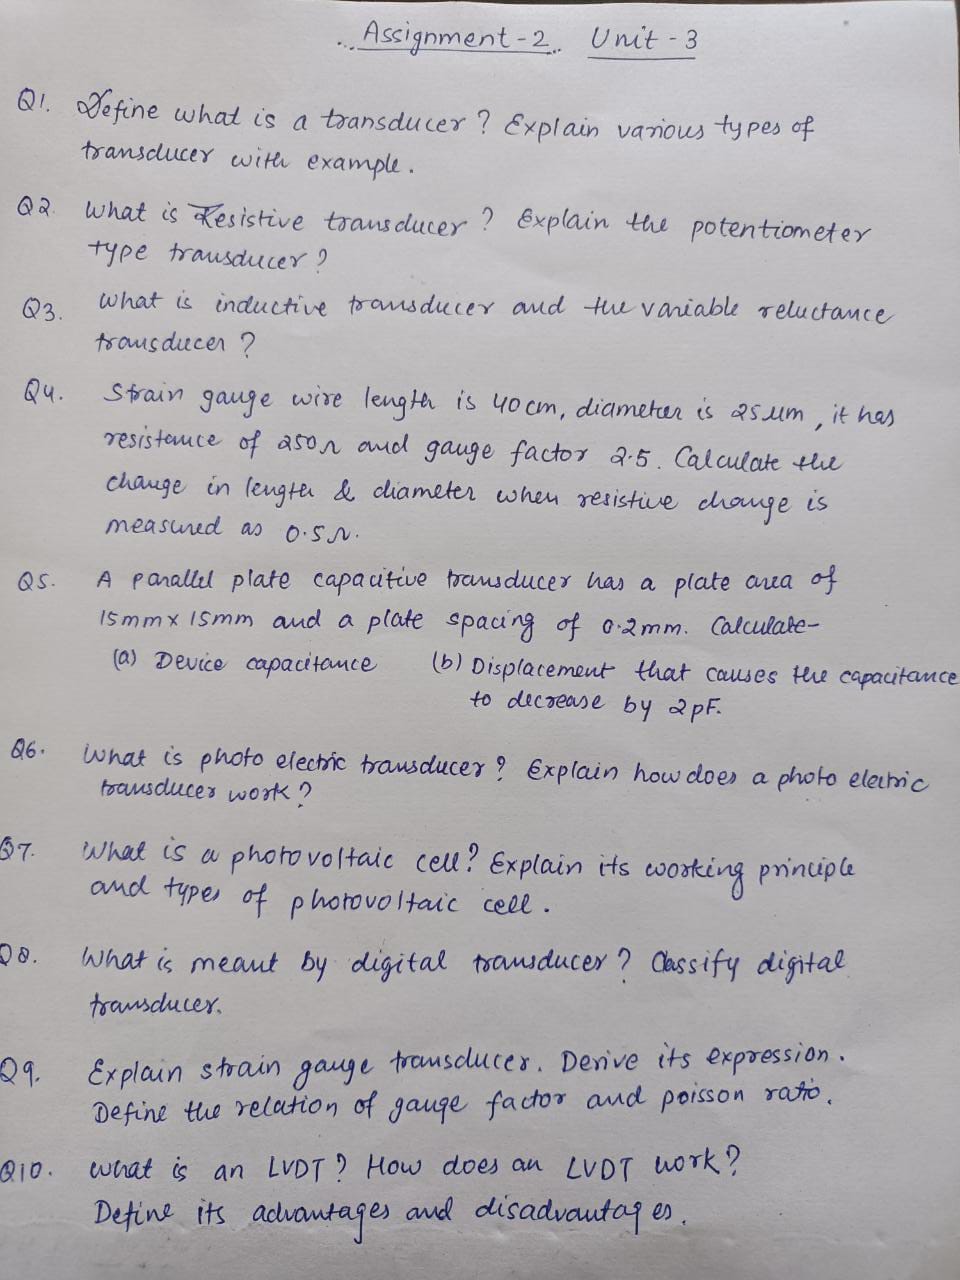 Assignment-2 Unit-3
Q1. Define what is a transducer? Explain various types of
transducer with example.
Q2. What is Resistive transducer? Explain the potentiometer
type transducer?
Q3. What is inductive transducer and the variable reluctance
transducer?
Q4. Strain gauge wire length is 40cm, diameter is 25μm, it has
resistance of 250Ω and gauge factor 2.5. Calculate the
change in length & diameter when resistive change is
measured as 0.5Ω.
Q5. A parallel plate capacitive transducer has a plate area of
15mm x 15mm and a plate spacing of 0.2mm. Calculate-
(a) Device capacitance (b) Displacement that causes the capacitance
to decrease by 2pF.
Q6. What is photo electric transducer? Explain how does a photo electric
transducer work?
Q7. What is a photovoltaic cell? Explain its working principle
and types of photovoltaic cell.
Q8. What is meant by digital transducer? Classify digital
transducer.
Q9. Explain strain gauge transducer. Derive its expression.
Define the relation of gauge factor and poisson ratio.
Q10. What is an LVDT? How does an LVDT work?
Define its advantages and disadvantages.